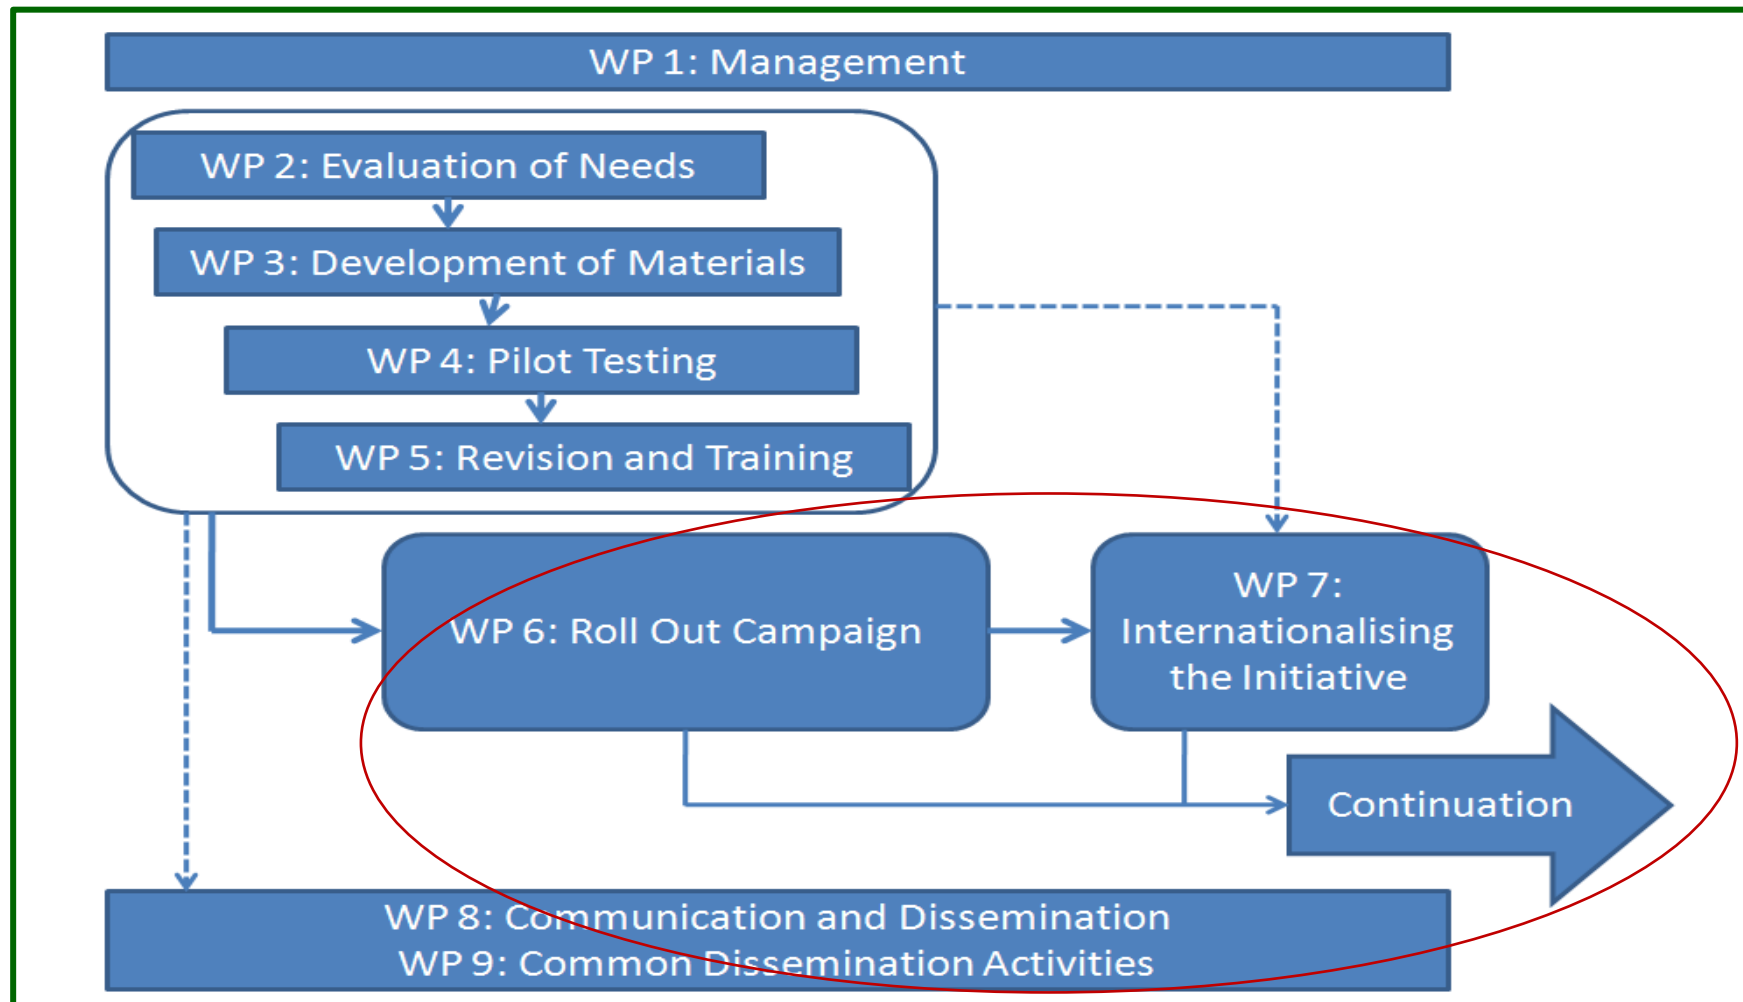 WP 1: Management
WP 2: Evaluation of Needs
WP 3: Development of Materials
WP 4: Pilot Testing
WP 5: Revision and Training
WP 6: Roll Out Campaign
WP 7:
Internationalising
the Initiative
Continuation
WP 8: Communication and Dissemination
WP 9: Common Dissemination Activities